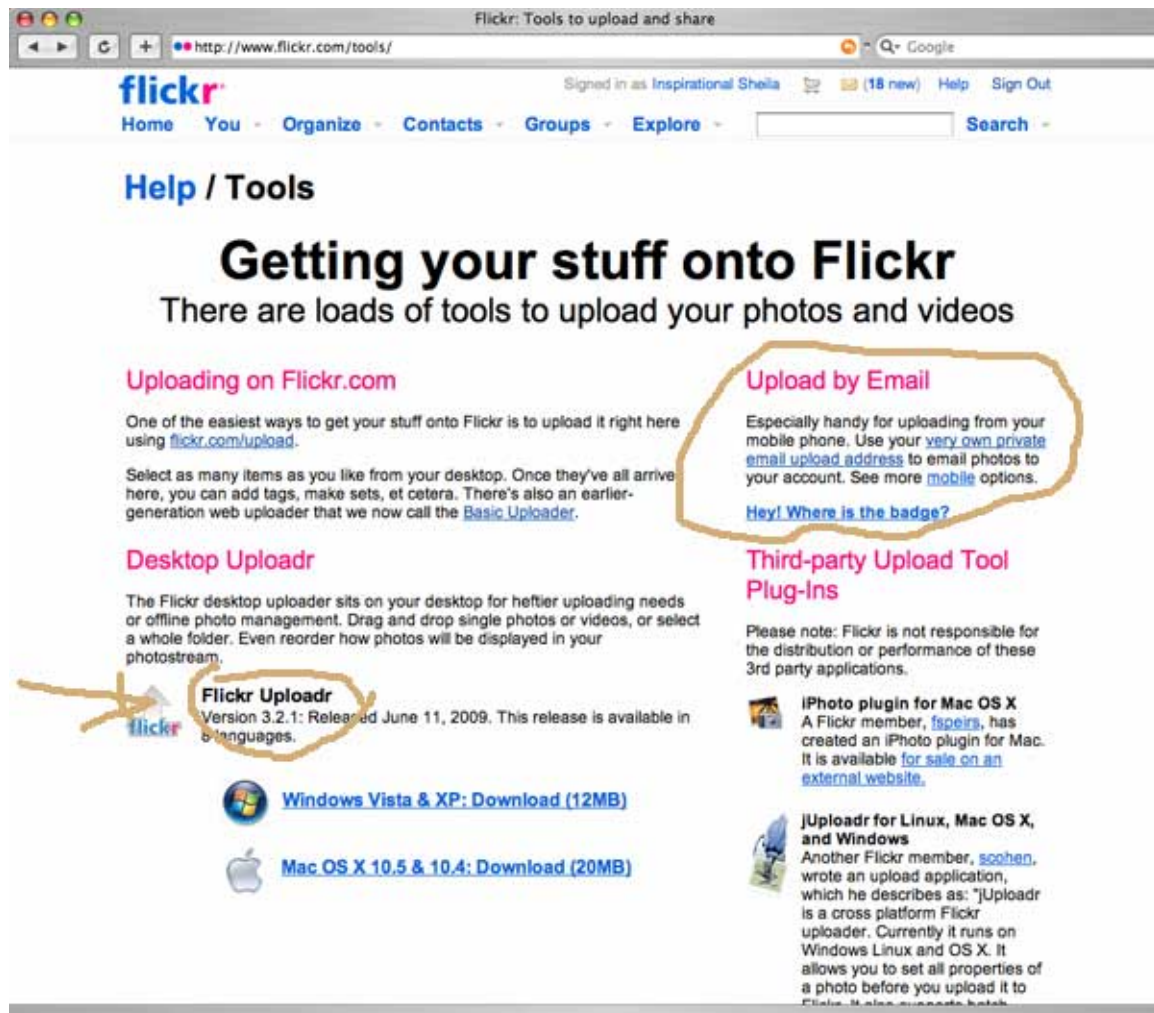 Flickr: Tools to upload and share
http://www.flickr.com/tools/
Google
flickr
Signed in as Inspirational Sheila (18 new) Help Sign Out
Home You Organize Contacts Groups Explore Search
Help / Tools
Getting your stuff onto Flickr
There are loads of tools to upload your photos and videos
Uploading on Flickr.com
One of the easiest ways to get your stuff onto Flickr is to upload it right here
using flickr.com/upload.
Select as many items as you like from your desktop. Once they've all arrive
here, you can add tags, make sets, et cetera. There's also an earlier-
generation web uploader that we now call the Basic Uploader.
Desktop Uploadr
The Flickr desktop uploader sits on your desktop for heftier uploading needs
or offline photo management. Drag and drop single photos or videos, or select
a whole folder. Even reorder how photos will be displayed in your
photostream.
flickr
Flickr Uploadr
Version 3.2.1: Released June 11, 2009. This release is available in
8 languages.
Windows Vista & XP: Download (12MB)
Mac OS X 10.5 & 10.4: Download (20MB)
Upload by Email
Especially handy for uploading from your
mobile phone. Use your very own private
email upload address to email photos to
your account. See more mobile options.
Hey! Where is the badge?
Third-party Upload Tool
Plug-Ins
Please note: Flickr is not responsible for
the distribution or performance of these
3rd party applications.
iPhoto plugin for Mac OS X
A Flickr member, fspeirs, has
created an iPhoto plugin for Mac.
It is available for sale on an
external website.
jUploadr for Linux, Mac OS X,
and Windows
Another Flickr member, scohen,
wrote an upload application,
which he describes as: "jUploadr
is a cross platform Flickr
uploader. Currently it runs on
Windows Linux and OS X. It
allows you to set all properties of
a photo before you upload it to
Flickr. It also supports batch